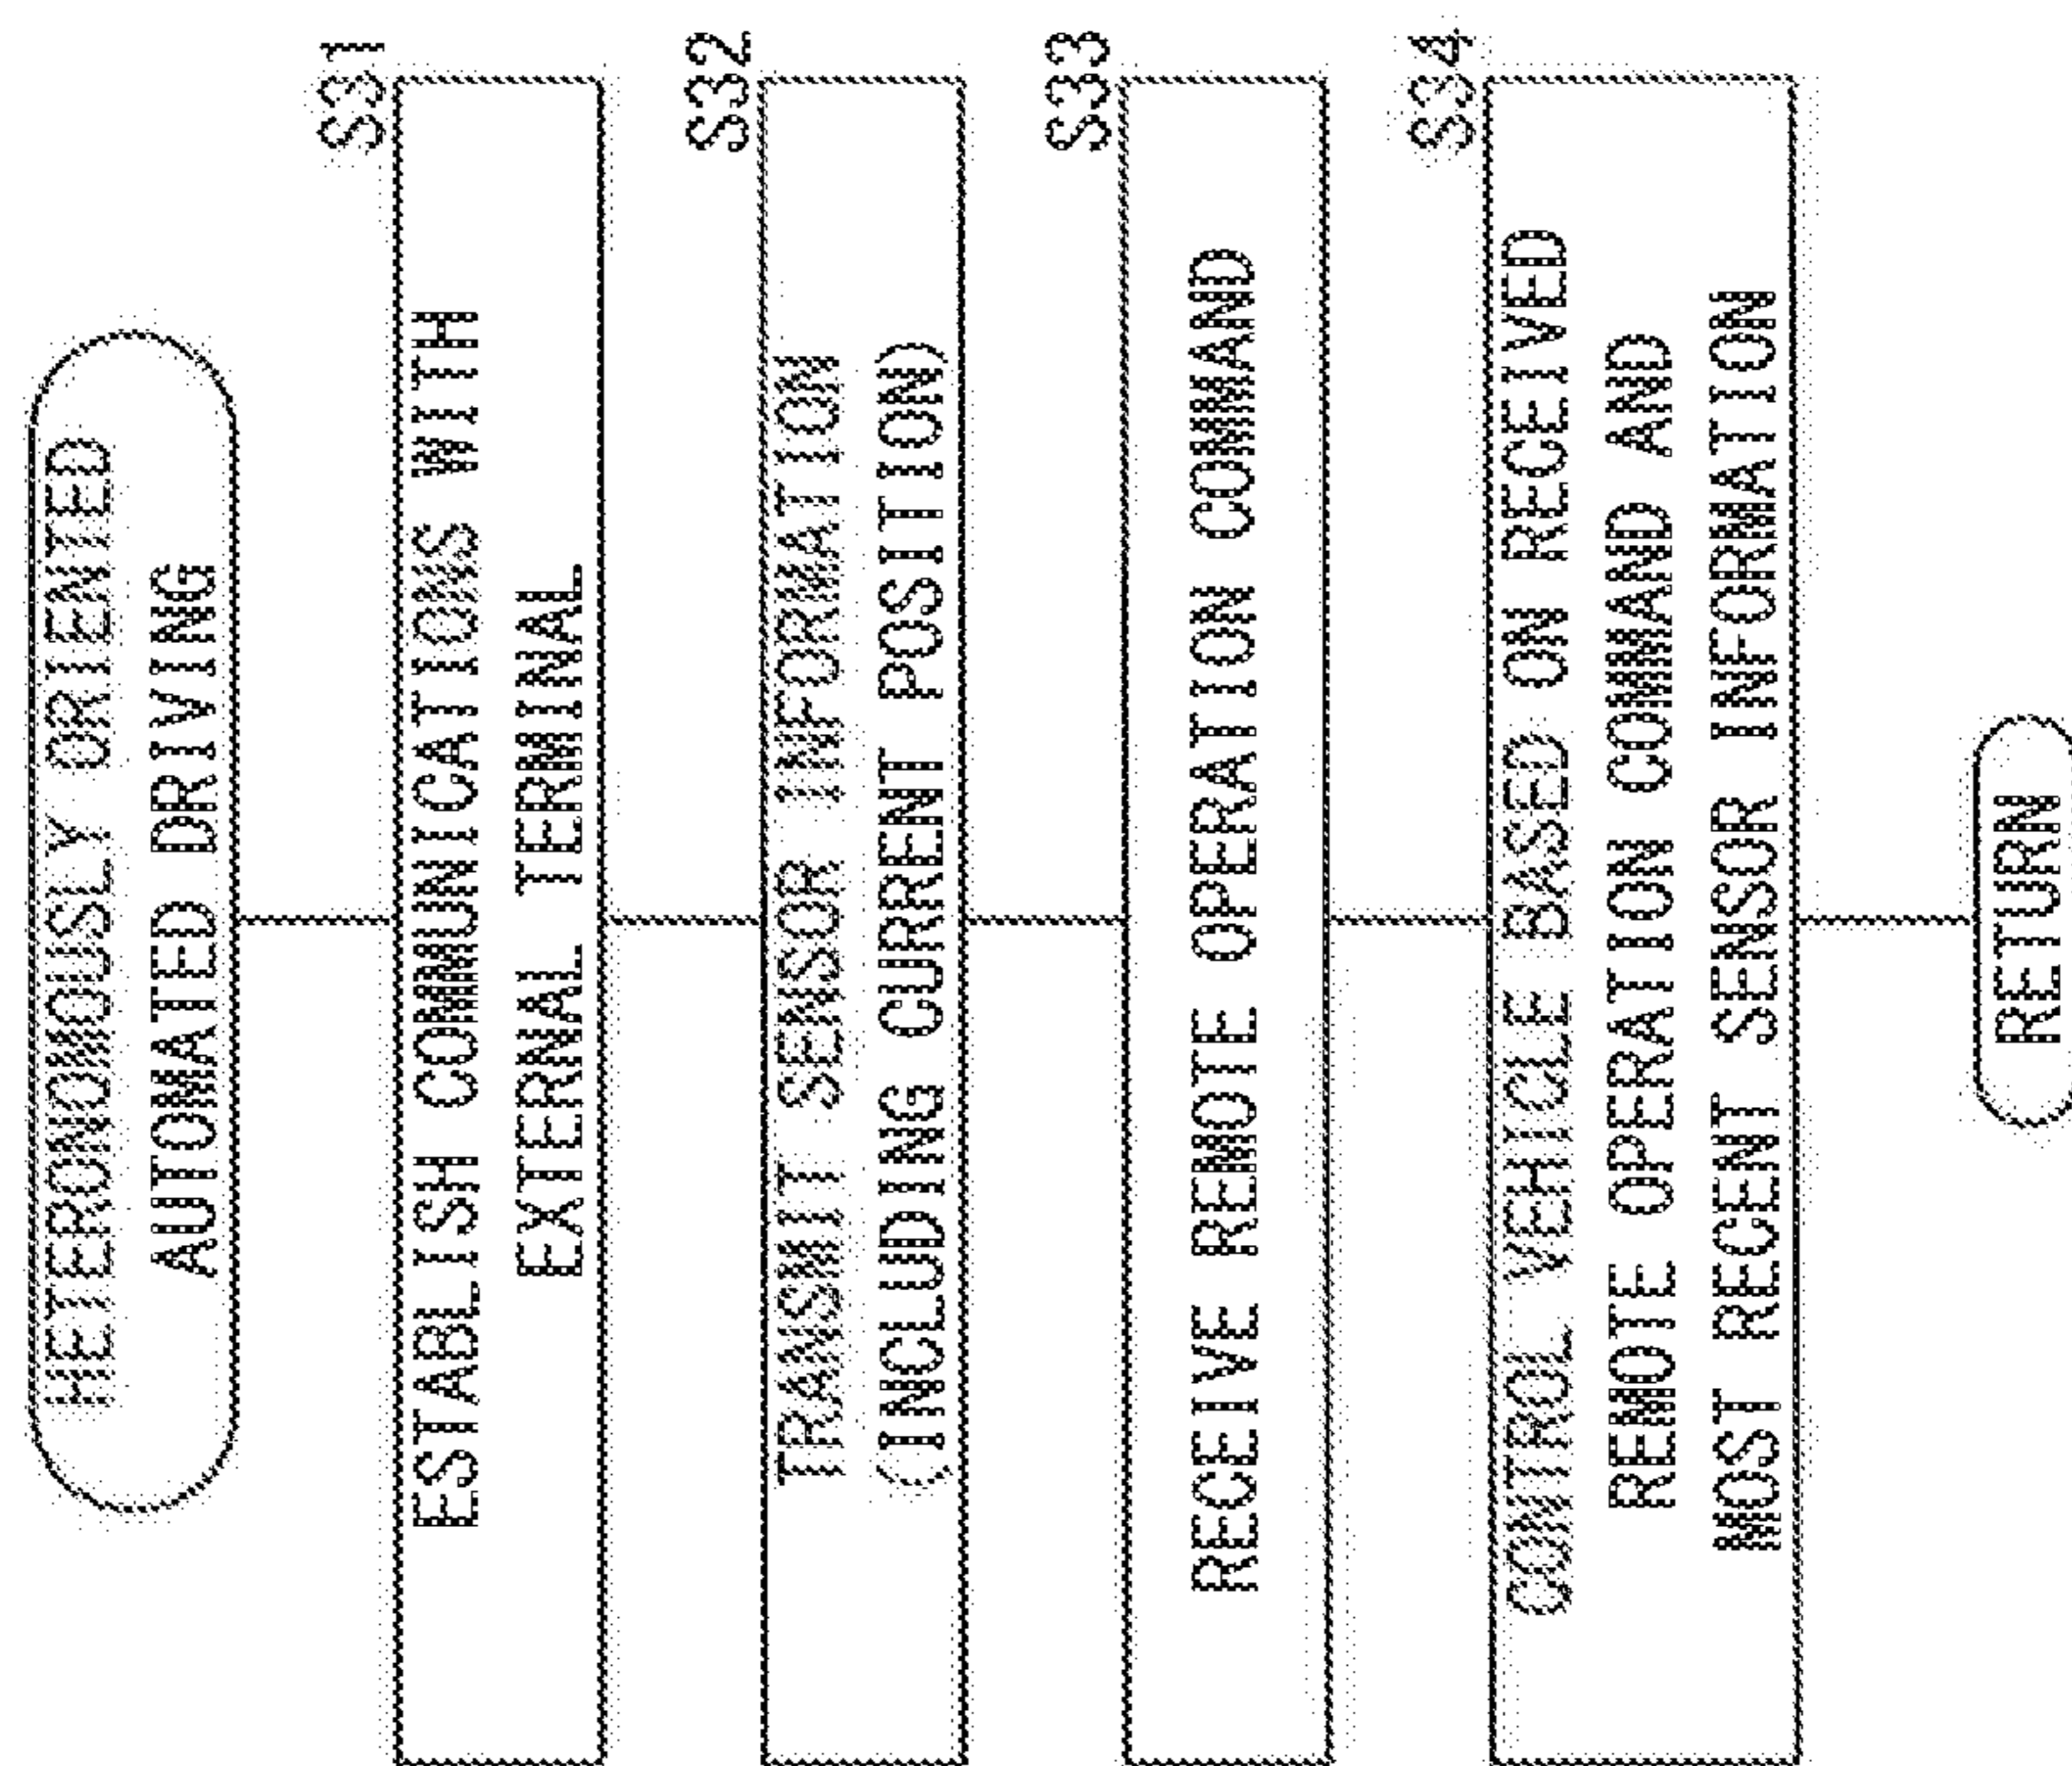 HETERONOMOUSLY ORIENTED
AUTOMATED DRIVING
S31
ESTABLISH COMMUNICATIONS WITH
EXTERNAL TERMINAL
S32
TRANSMIT SENSOR INFORMATION
(INCLUDING CURRENT POSITION)
S33
RECEIVE REMOTE OPERATION COMMAND
S34
CONTROL VEHICLE BASED ON RECEIVED
REMOTE OPERATION COMMAND AND
MOST RECENT SENSOR INFORMATION
RETURN